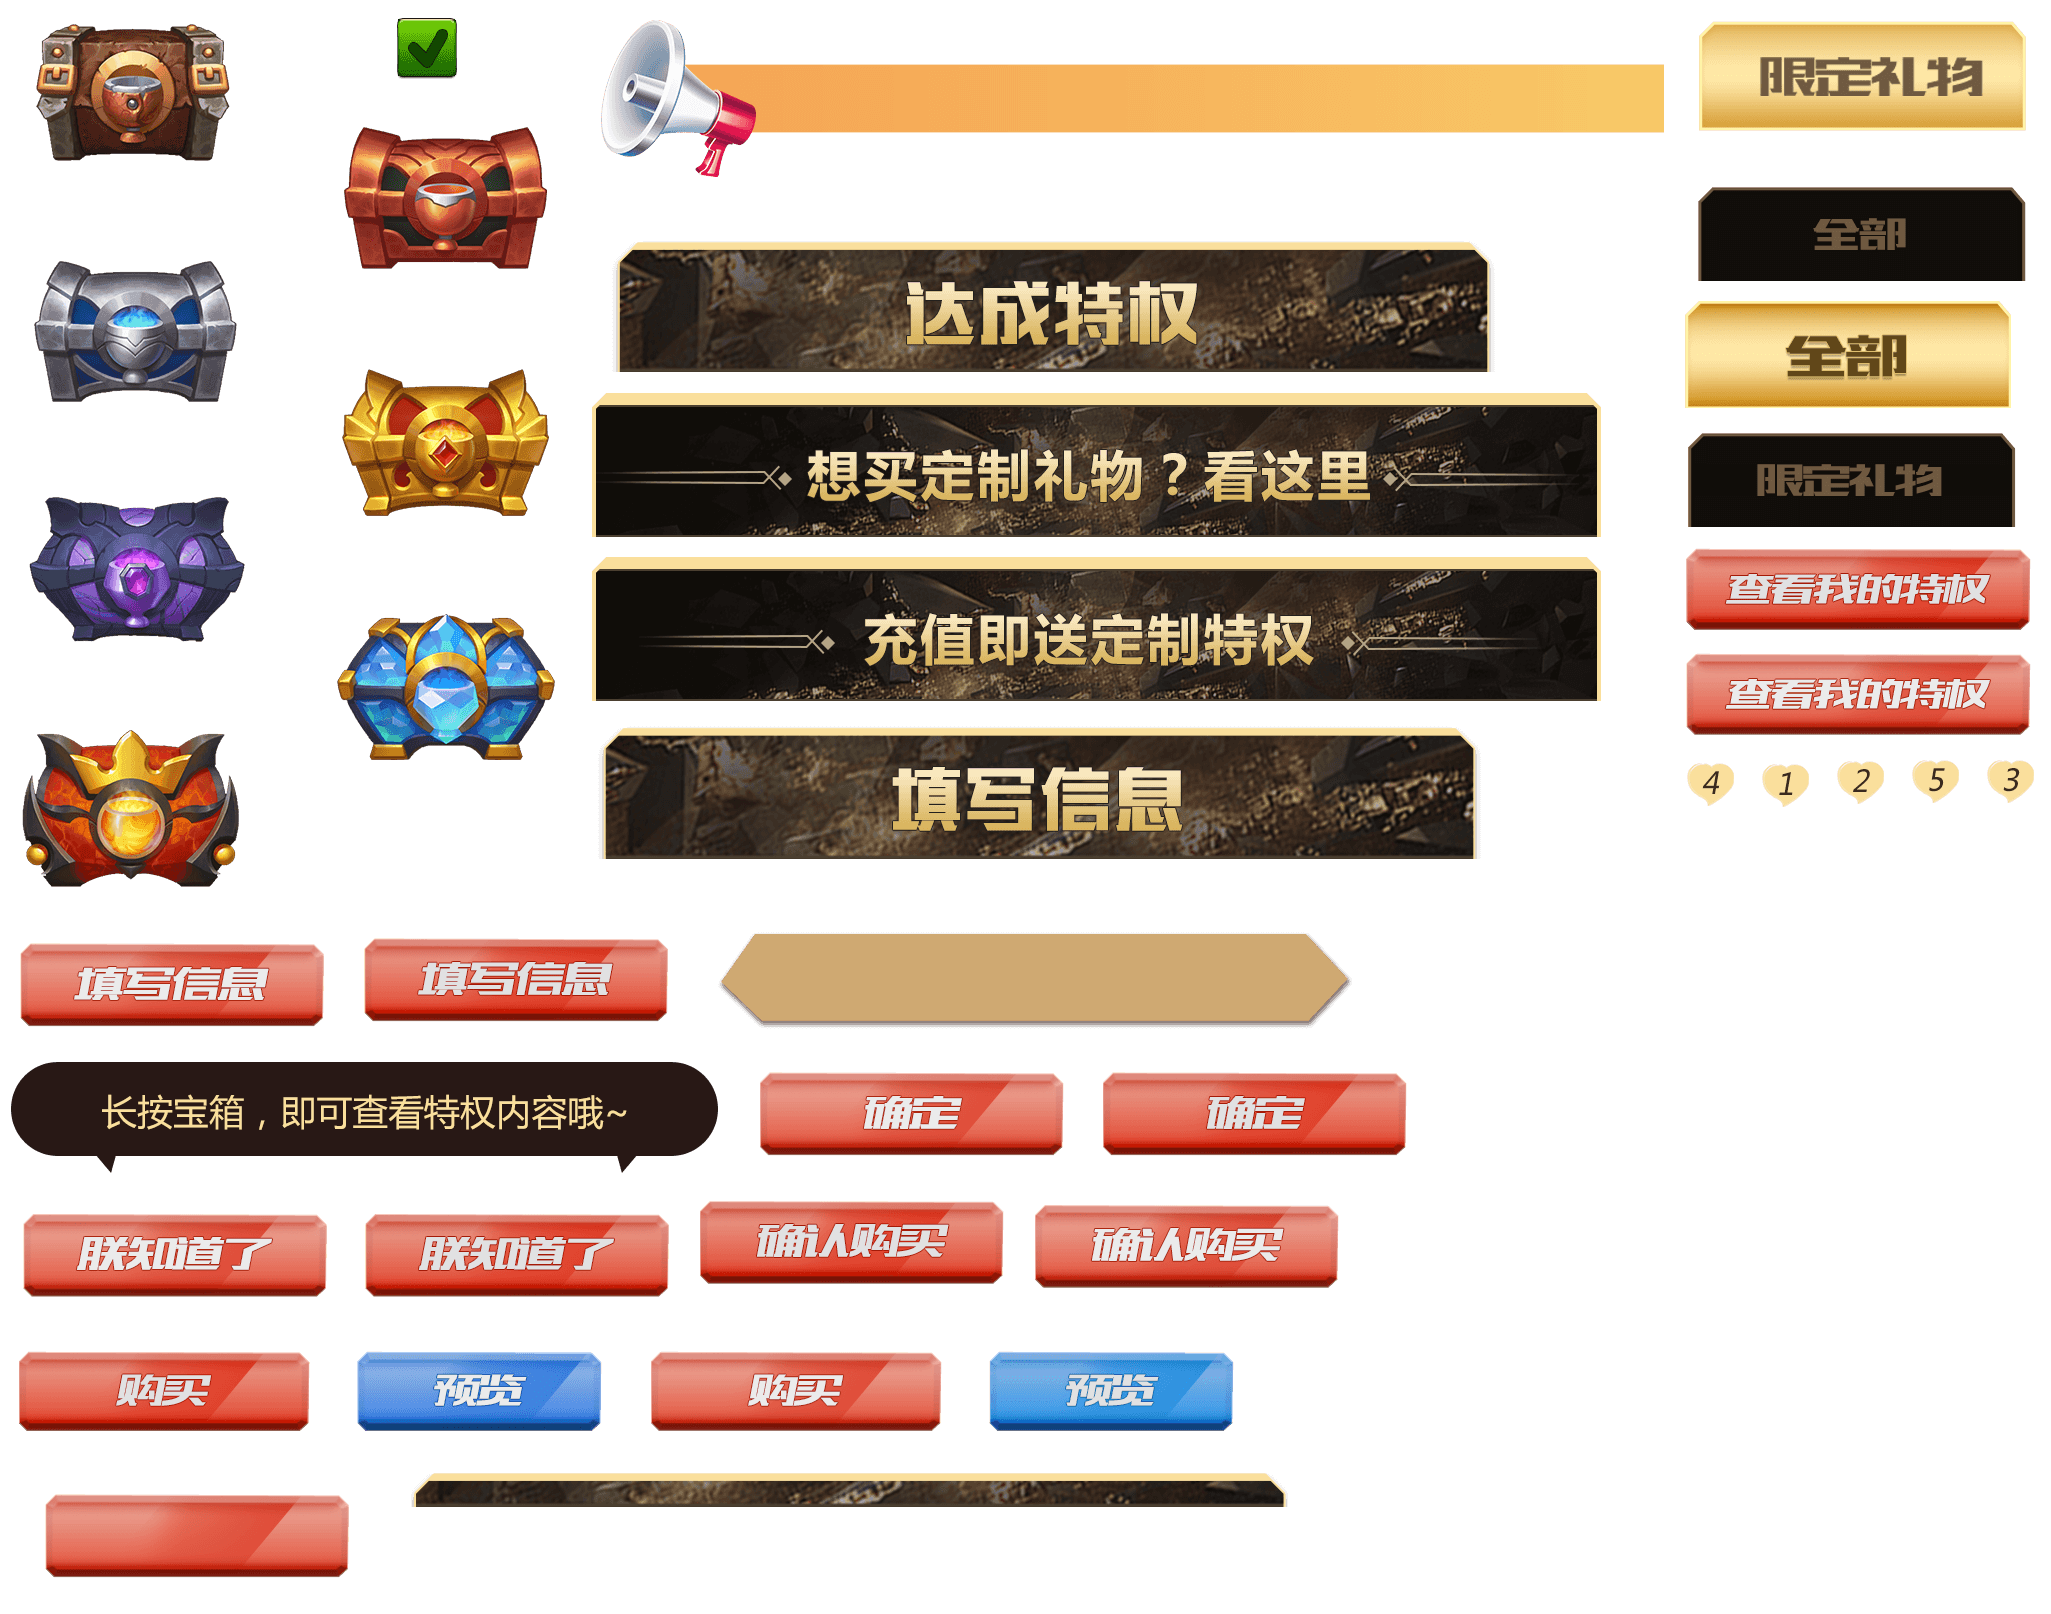 限定礼物
全部
达成特权
全部
想买定制礼物？看这里
限定礼物
查看我的特权
充值即送定制特权
查看我的特权
4 1 2 5 3
填写信息
填写信息 填写信息
长按宝箱，即可查看特权内容哦~
确定 确定
朕知道了 朕知道了 确认购买 确认购买
购买 预览 购买 预览